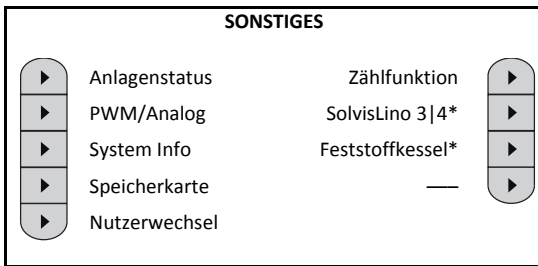 SONSTIGES
Anlagenstatus Zählfunktion
PWM/Analog SolvisLino 3|4*
System Info Feststoffkessel*
Speicherkarte —
Nutzerwechsel